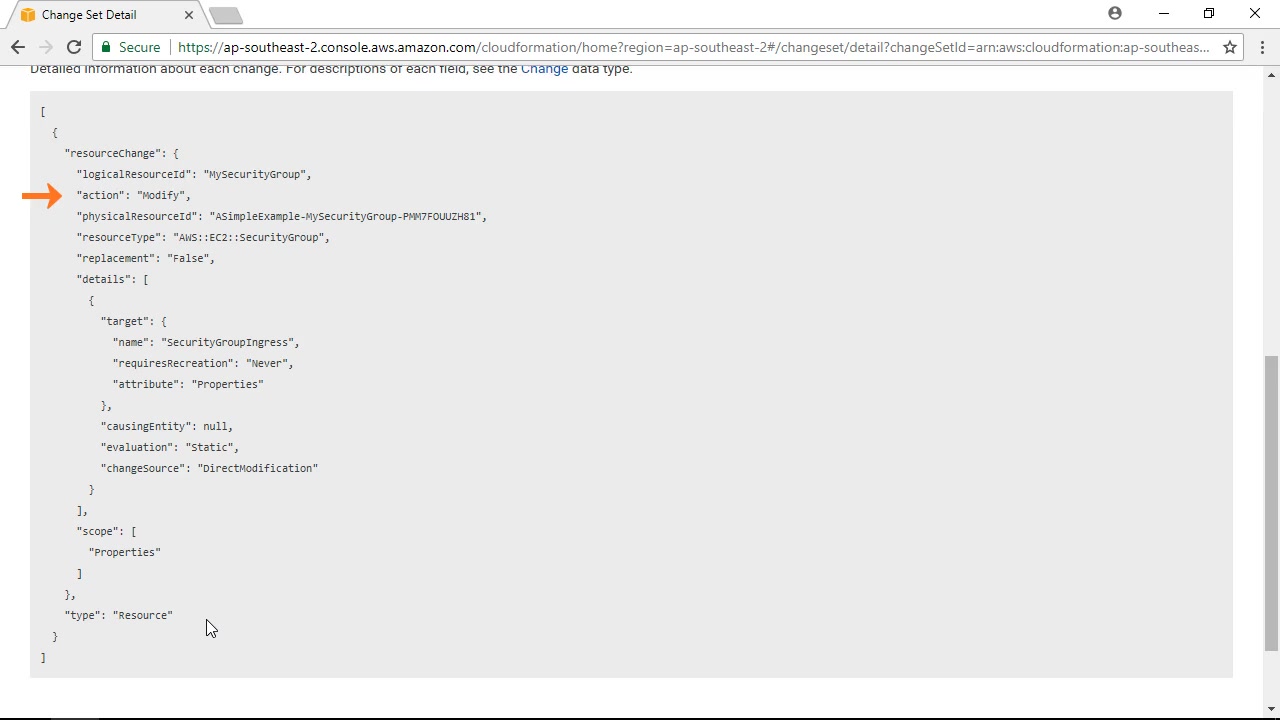 Change Set Detail
Secure
https://ap-southeast-2.console.aws.amazon.com/cloudformation/home?region=ap-southeast-2#/changeset/detail?changeSetId=arn:aws:cloudformation:ap-southeas...
Detailed information about each change. For descriptions of each field, see the Change data type.
[
{
"resourceChange": {
"logicalResourceId": "MySecurityGroup",
"action": "Modify",
"physicalResourceId": "ASimpleExample-MySecurityGroup-PMM7FOUUZH81",
"resourceType": "AWS::EC2::SecurityGroup",
"replacement": "False",
"details": [
{
"target": {
"name": "SecurityGroupIngress",
"requiresRecreation": "Never",
"attribute": "Properties"
},
"causingEntity": null,
"evaluation": "Static",
"changeSource": "DirectModification"
}
],
"scope": [
"Properties"
]
},
"type": "Resource"
}
]